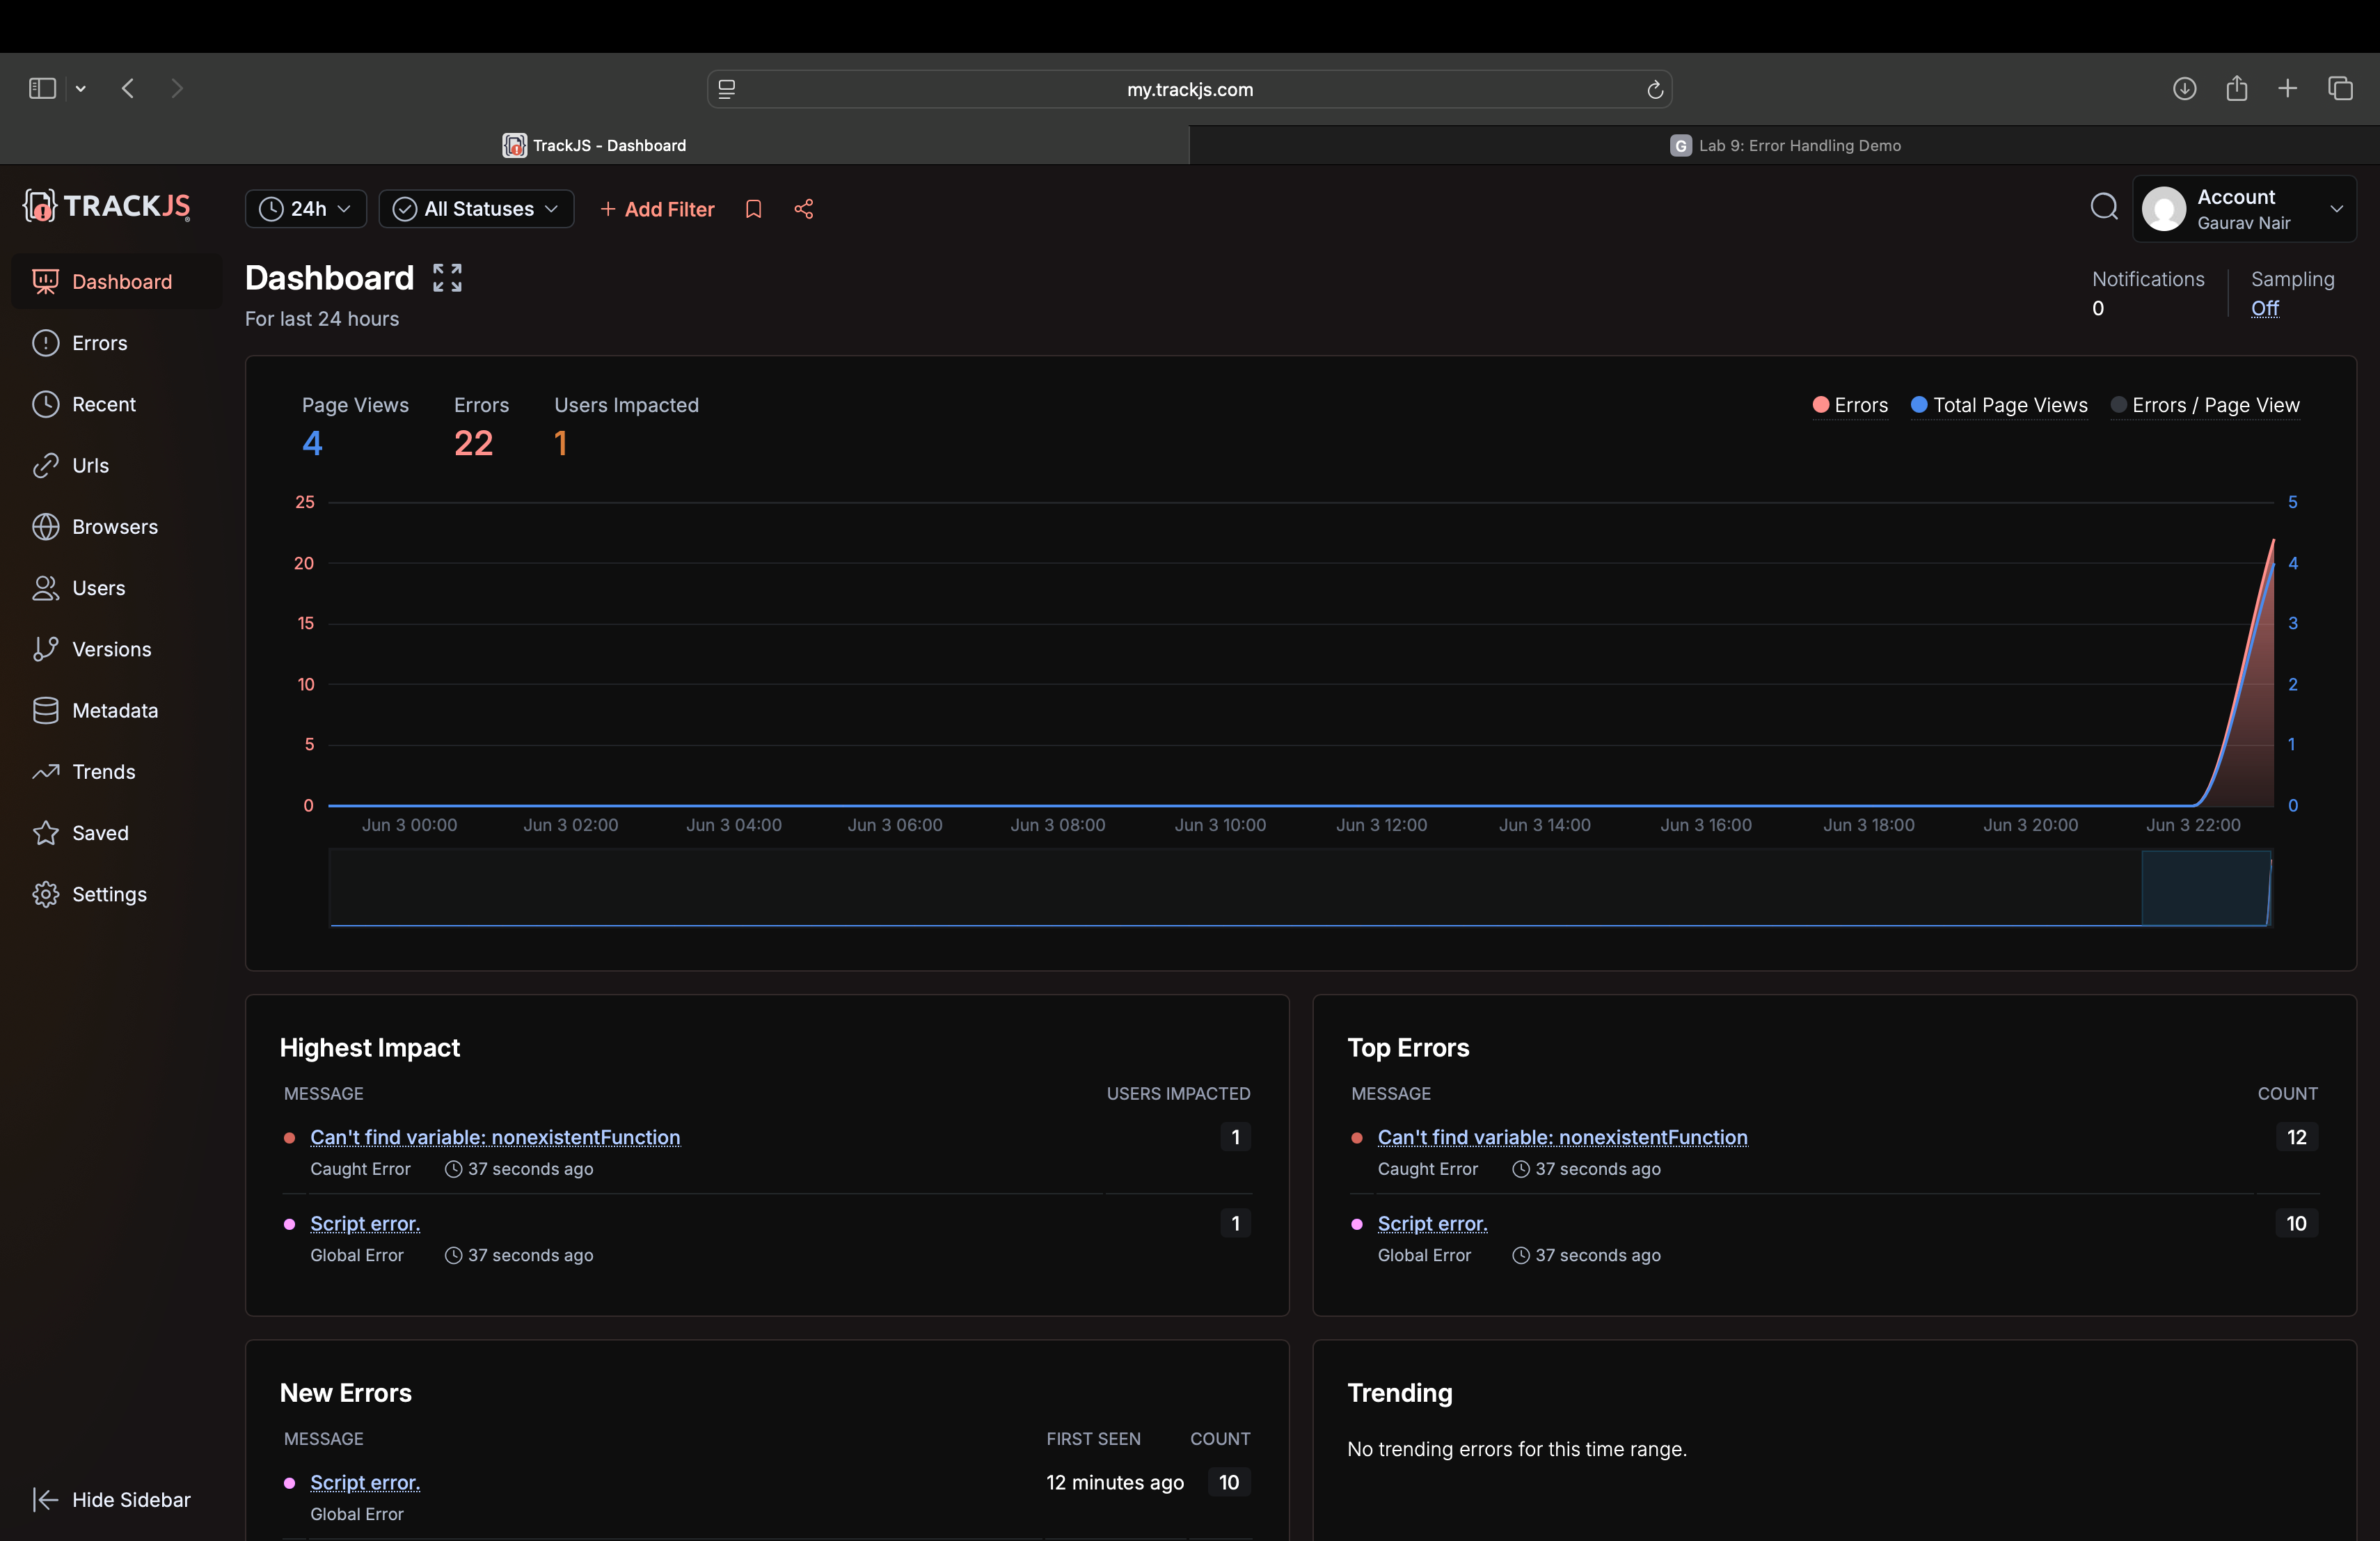 my.trackjs.com
TrackJS - Dashboard
G Lab 9: Error Handling Demo
TRACKJS
24h
All Statuses
+ Add Filter
Account
Gaurav Nair
Dashboard
Errors
Recent
Urls
Browsers
Users
Versions
Metadata
Trends
Saved
Settings
Hide Sidebar
Dashboard
For last 24 hours
Notifications
0
Sampling
Off
Page Views
4
Errors
22
Users Impacted
1
Errors Total Page Views Errors / Page View
25
20
15
10
5
0
5
4
3
2
1
0
Jun 3 00:00 Jun 3 02:00 Jun 3 04:00 Jun 3 06:00 Jun 3 08:00 Jun 3 10:00 Jun 3 12:00 Jun 3 14:00 Jun 3 16:00 Jun 3 18:00 Jun 3 20:00 Jun 3 22:00
Highest Impact
MESSAGE USERS IMPACTED
Can't find variable: nonexistentFunction 1
Caught Error 37 seconds ago
Script error. 1
Global Error 37 seconds ago
Top Errors
MESSAGE COUNT
Can't find variable: nonexistentFunction 12
Caught Error 37 seconds ago
Script error. 10
Global Error 37 seconds ago
New Errors
MESSAGE FIRST SEEN COUNT
Script error. 12 minutes ago 10
Global Error
Trending
No trending errors for this time range.